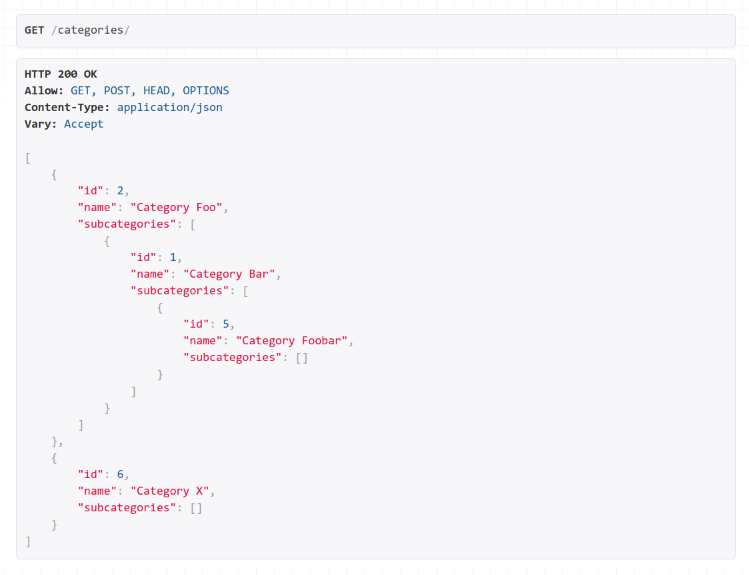 GET /categories/
HTTP 200 OK
Allow: GET, POST, HEAD, OPTIONS
Content-Type: application/json
Vary: Accept
[
    {
        "id": 2,
        "name": "Category Foo",
        "subcategories": [
            {
                "id": 1,
                "name": "Category Bar",
                "subcategories": [
                    {
                        "id": 5,
                        "name": "Category Foobar",
                        "subcategories": []
                    }
                ]
            }
        ]
    },
    {
        "id": 6,
        "name": "Category X",
        "subcategories": []
    }
]